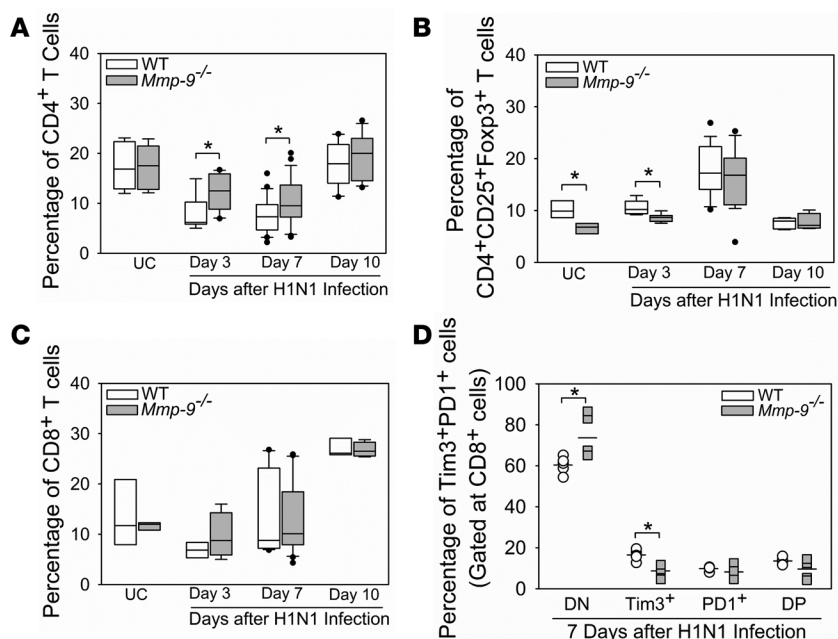 A
Percentage of CD4+ T Cells
40
30
20
10
0
WT
Mmp-9-/-
*
*
UC
Day 3
Day 7
Day 10
Days after H1N1 Infection
B
Percentage of
CD4+CD25+Foxp3+ T Cells
40
30
20
10
0
WT
Mmp-9-/-
*
*
UC
Day 3
Day 7
Day 10
Days after H1N1 Infection
C
Percentage of CD8+ T cells
40
30
20
10
0
WT
Mmp-9-/-
UC
Day 3
Day 7
Day 10
Days after H1N1 Infection
D
Percentage of Tim3+PD1+ cells
(Gated at CD8+ cells)
100
80
60
40
20
0
WT
Mmp-9-/-
*
*
DN
Tim3+
PD1+
DP
7 Days after H1N1 Infection